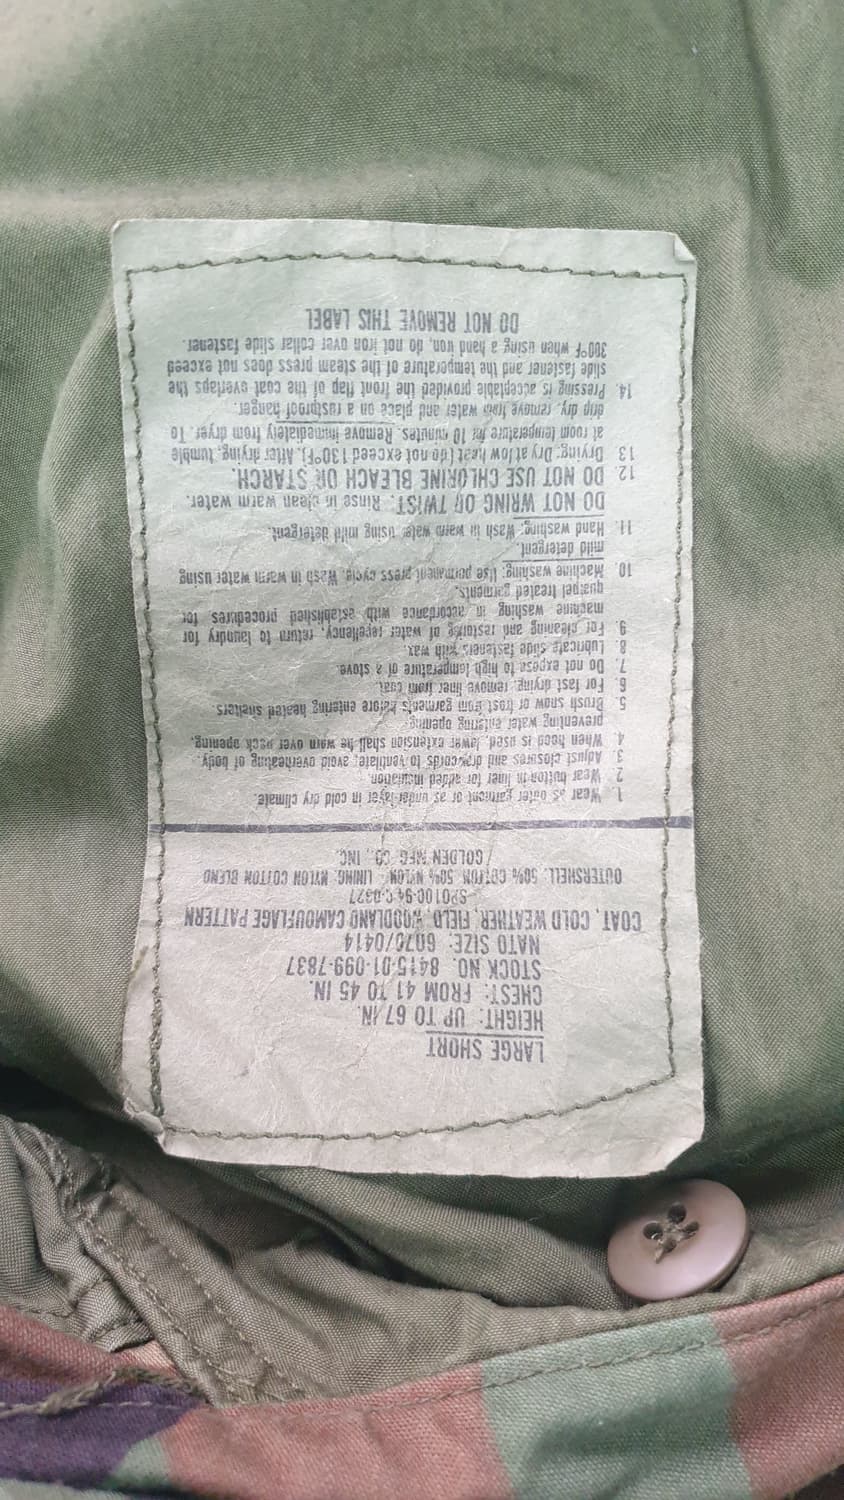 LARGE SHORT
HEIGHT: UP TO 67 IN.
CHEST: FROM 41 TO 45 IN.
STOCK NO. 8415-01-099-7837
NATO SIZE: 6070/0414
COAT, COLD WEATHER, FIELD, WOODLAND CAMOUFLAGE PATTERN
SPO100-94-C-0327
OUTERSHELL. 50% COTTON 50% NYLON - LINING: NYLON COTTON BLEND
GOLDEN MFG CO., INC.
1. Wear as outer garment or as under-layer in cold dry climate.
2 Wear button in liner for added insulation
3 Adjust closures and drawcords to ventilate; avoid overheating of body.
4. When hood is used, lower extension shall be worn over neck opening,
preventing water entering opening.
5 Brush snow or frost from garments before entering heated shelters
6. For fast drying, remove liner from coat
7. Do not expose to high temperature of a stove.
8. Lubricate slide fasteners with wax.
9. For cleaning and restoring of water repellency, return to laundry for
machine washing in accordance with established procedures for
quarpel treated garments.
10. Machine washing: Use permanent press cycle, Wash in warm water using
mild detergent.
11. Hand washing: Wash in warm water using mild detergent.
DO NOT WRING OR TWIST. Rinse in clean warm water.
12. DO NOT USE CHLORINE BLEACH OR STARCH.
13 Drying: Dry at low heat (do not exceed 130°F). After drying, tumble
at room temperature for 10 minutes. Remove immediately from dryer. To
drip dry, remove from water and place on a rustproof hanger.
14. Pressing is acceptable provided the front flap of the coat overlaps the
slide fastener and the temperature of the steam press does not exceed
300°F when using a hand iron, do not iron over collar slide fastener.
DO NOT REMOVE THIS LABEL